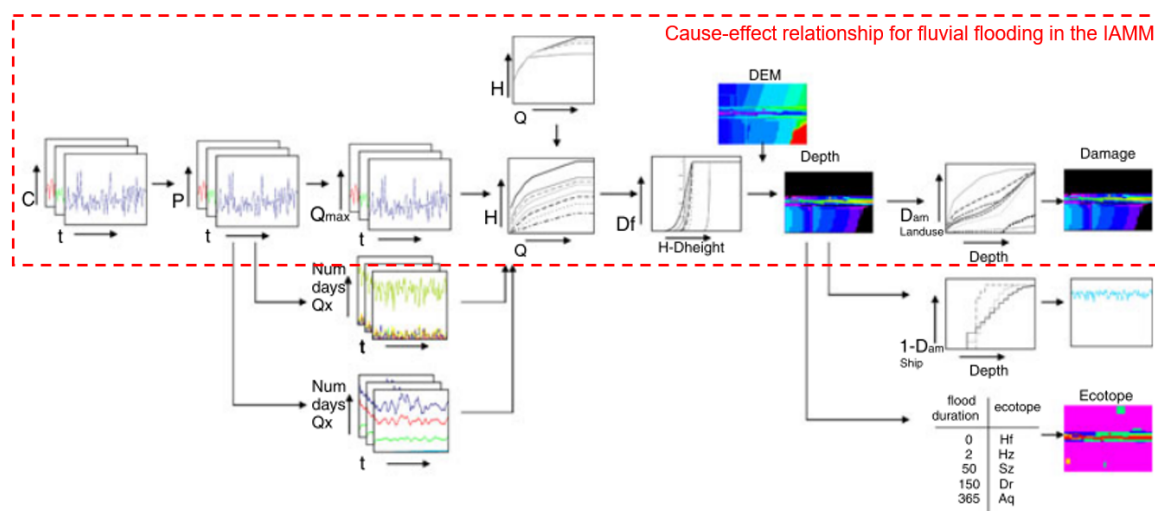 Cause-effect relationship for fluvial flooding in the IAMM
H
Q
DEM
C
t
P
t
Qmax
t
H
Q
Df
H-Dheight
Depth
Dam
Landuse
Depth
Damage
Num
days
Qx
t
1-Dam
Ship
Depth
Num
days
Qx
t
flood
duration
ecotope
0 Hf
2 Hz
50 Sz
150 Dr
365 Aq
Ecotope